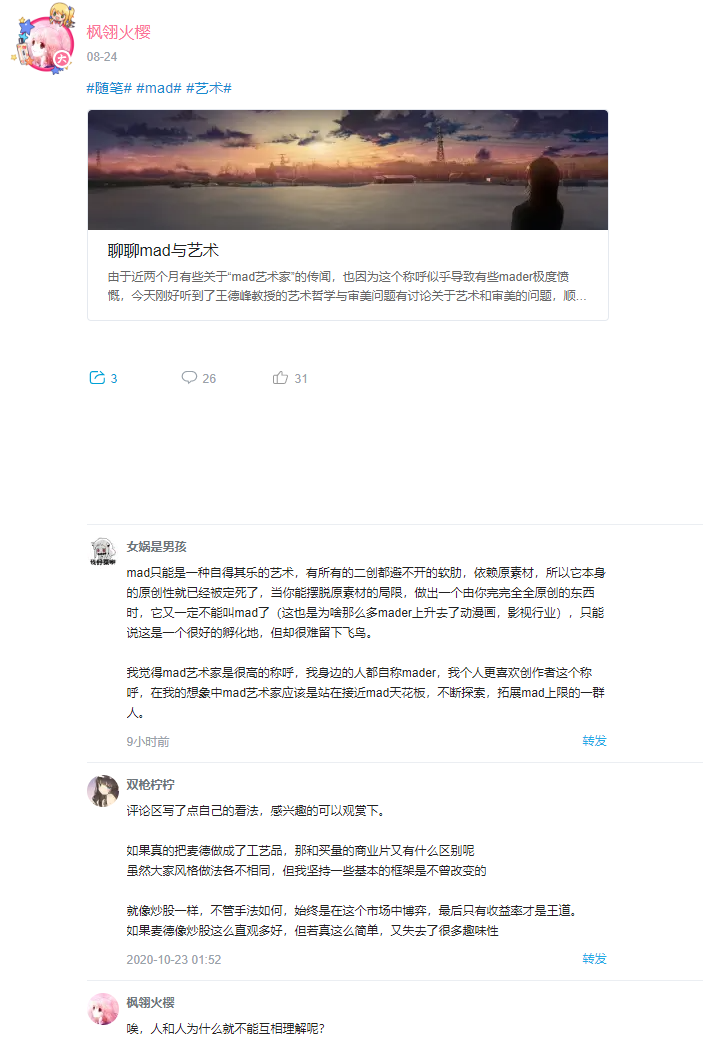 枫翎火樱
08-24
#随笔# #mad# #艺术#
聊聊mad与艺术
由于近两个月有些关于“mad艺术家”的传闻，也因为这个称呼似乎导致有些mader极度愤
慨，今天刚好听到了王德峰教授的艺术哲学与审美问题有讨论关于艺术和审美的问题，顺...
3
26
31
女娲是男孩
mad只能是一种自得其乐的艺术，有所有的二创都避不开的软肋，依赖原素材，所以它本身
的原创性就已经被定死了，当你能摆脱原素材的局限，做出一个由你完完全全原创的东西
时，它又一定不能叫mad了（这也是为啥那么多mader上升去了动漫画，影视行业），只能
说这是一个很好的孵化地，但却很难留下飞鸟。
我觉得mad艺术家是很高的称呼，我身边的人都自称mader，我个人更喜欢创作者这个称
呼，在我的想象中mad艺术家应该是站在接近mad天花板，不断探索，拓展mad上限的一群
人。
9小时前
转发
双枪柠柠
评论区写了点自己的看法，感兴趣的可以观赏下。
如果真的把麦德做成了工艺品，那和买量的商业片又有什么区别呢
虽然大家风格做法各不相同，但我坚持一些基本的框架是不曾改变的
就像炒股一样，不管手法如何，始终是在这个市场中博弈，最后只有收益率才是王道。
如果麦德像炒股这么直观多好，但若真这么简单，又失去了很多趣味性
2020-10-23 01:52
转发
枫翎火樱
唉，人和人为什么就不能互相理解呢？